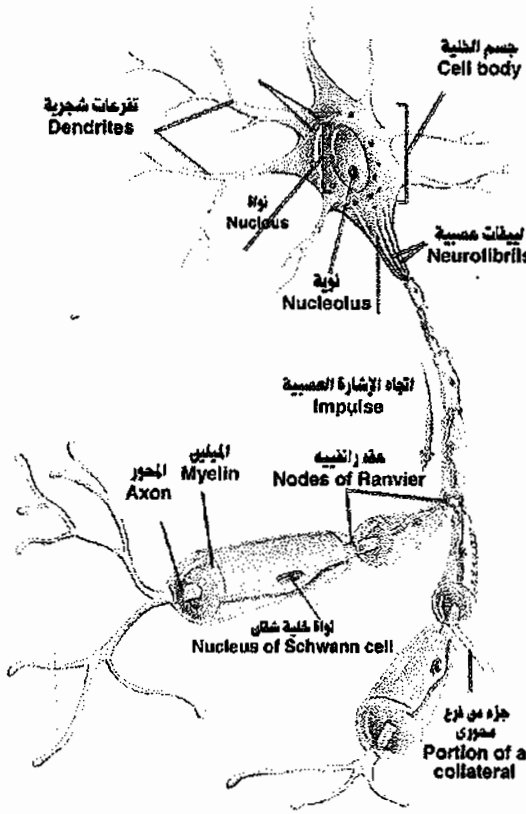 جسم الخلية
Cell body
تفرعات شجرية
Dendrites
نواة
Nucleus
لييفات عصبية
Neurofibrils
نوية
Nucleolus
اتجاه الإشارة العصبية
Impulse
الميلين
Myelin
المحور
Axon
عقد رانفييه
Nodes of Ranvier
نواة خلية شفان
Nucleus of Schwann cell
جزء من فرع
محورى
Portion of a
collateral